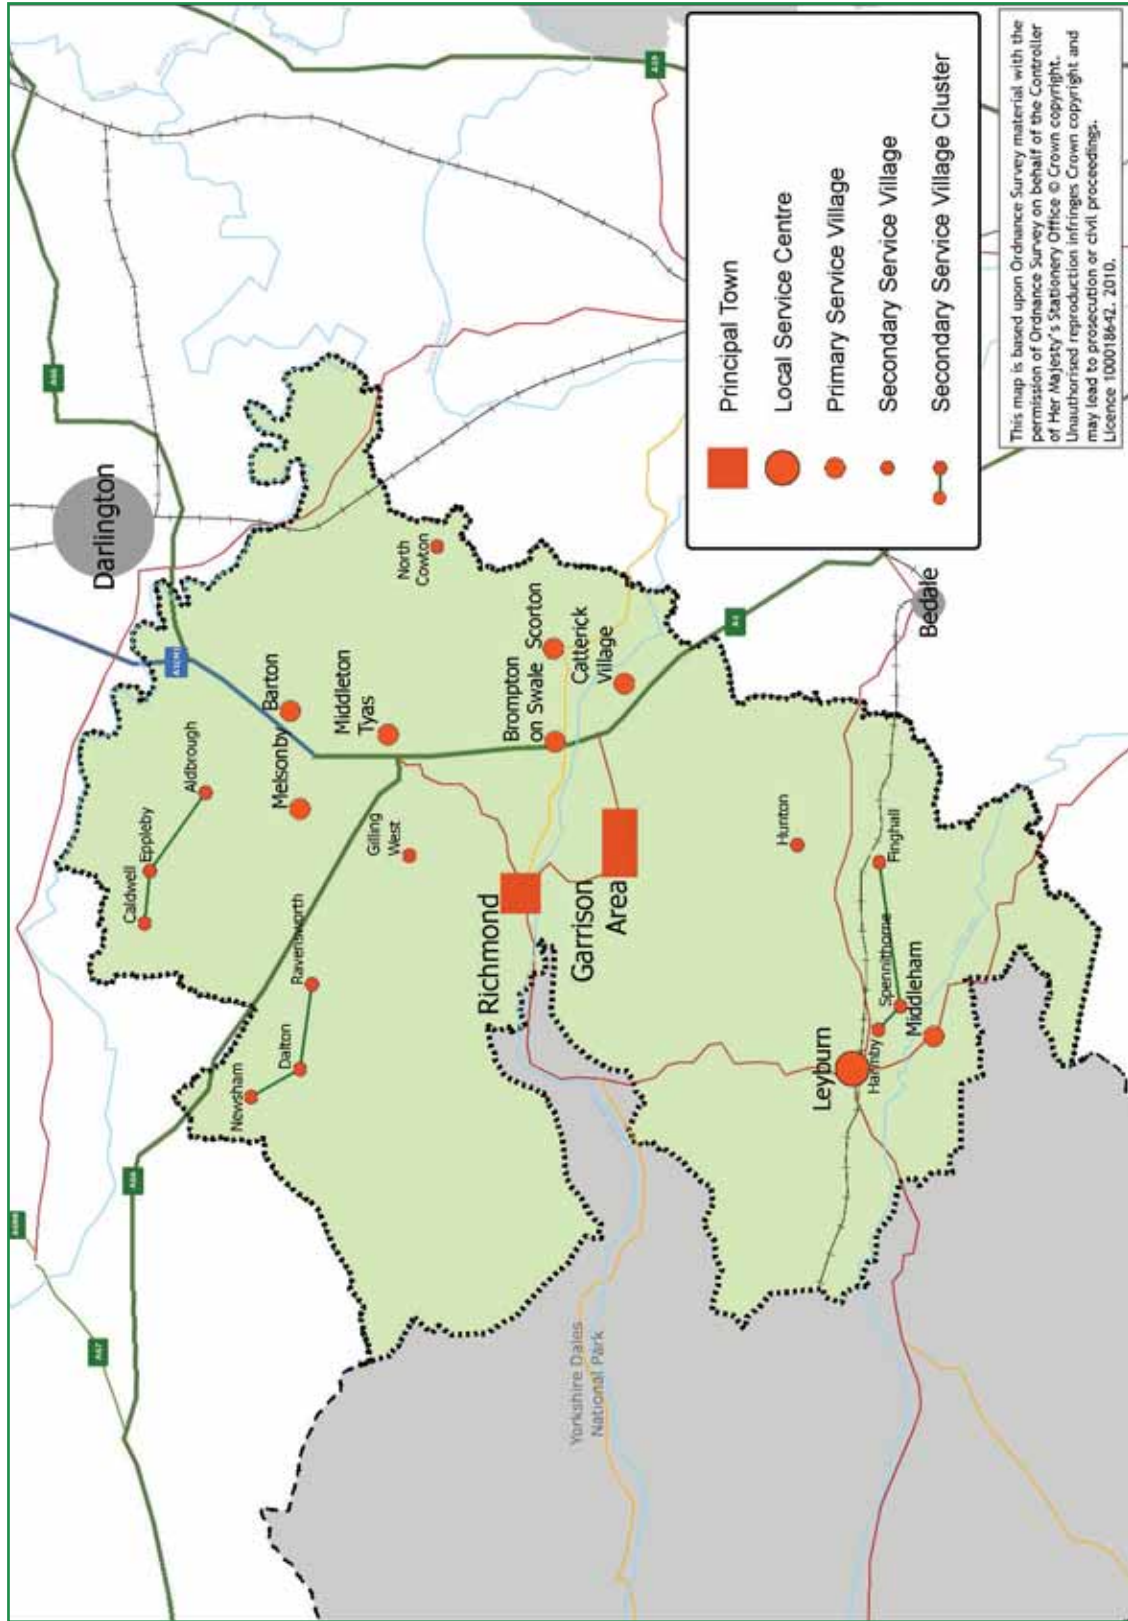 Darlington
Caldwell
Eppleby
Aldbrough
Barton
Melsonby
Middleton
Tyas
Newsham
Dalton
Ravensworth
Gilling
West
North
Cowton
Richmond
Brompton
on Swale
Scorton
Catterick
Village
Garrison
Area
Hunton
Leyburn
Harmby
Spennithorne
Finghall
Middleham
Bedale
Yorkshire Dales
National Park
A67
A66
A66
A19
A1(M)
A1
Principal Town
Local Service Centre
Primary Service Village
Secondary Service Village
Secondary Service Village Cluster
This map is based upon Ordnance Survey material with the
permission of Ordnance Survey on behalf of the Controller
of Her Majesty's Stationery Office © Crown copyright.
Unauthorised reproduction infringes Crown copyright and
may lead to prosecution or civil proceedings.
Licence 100018642. 2010.